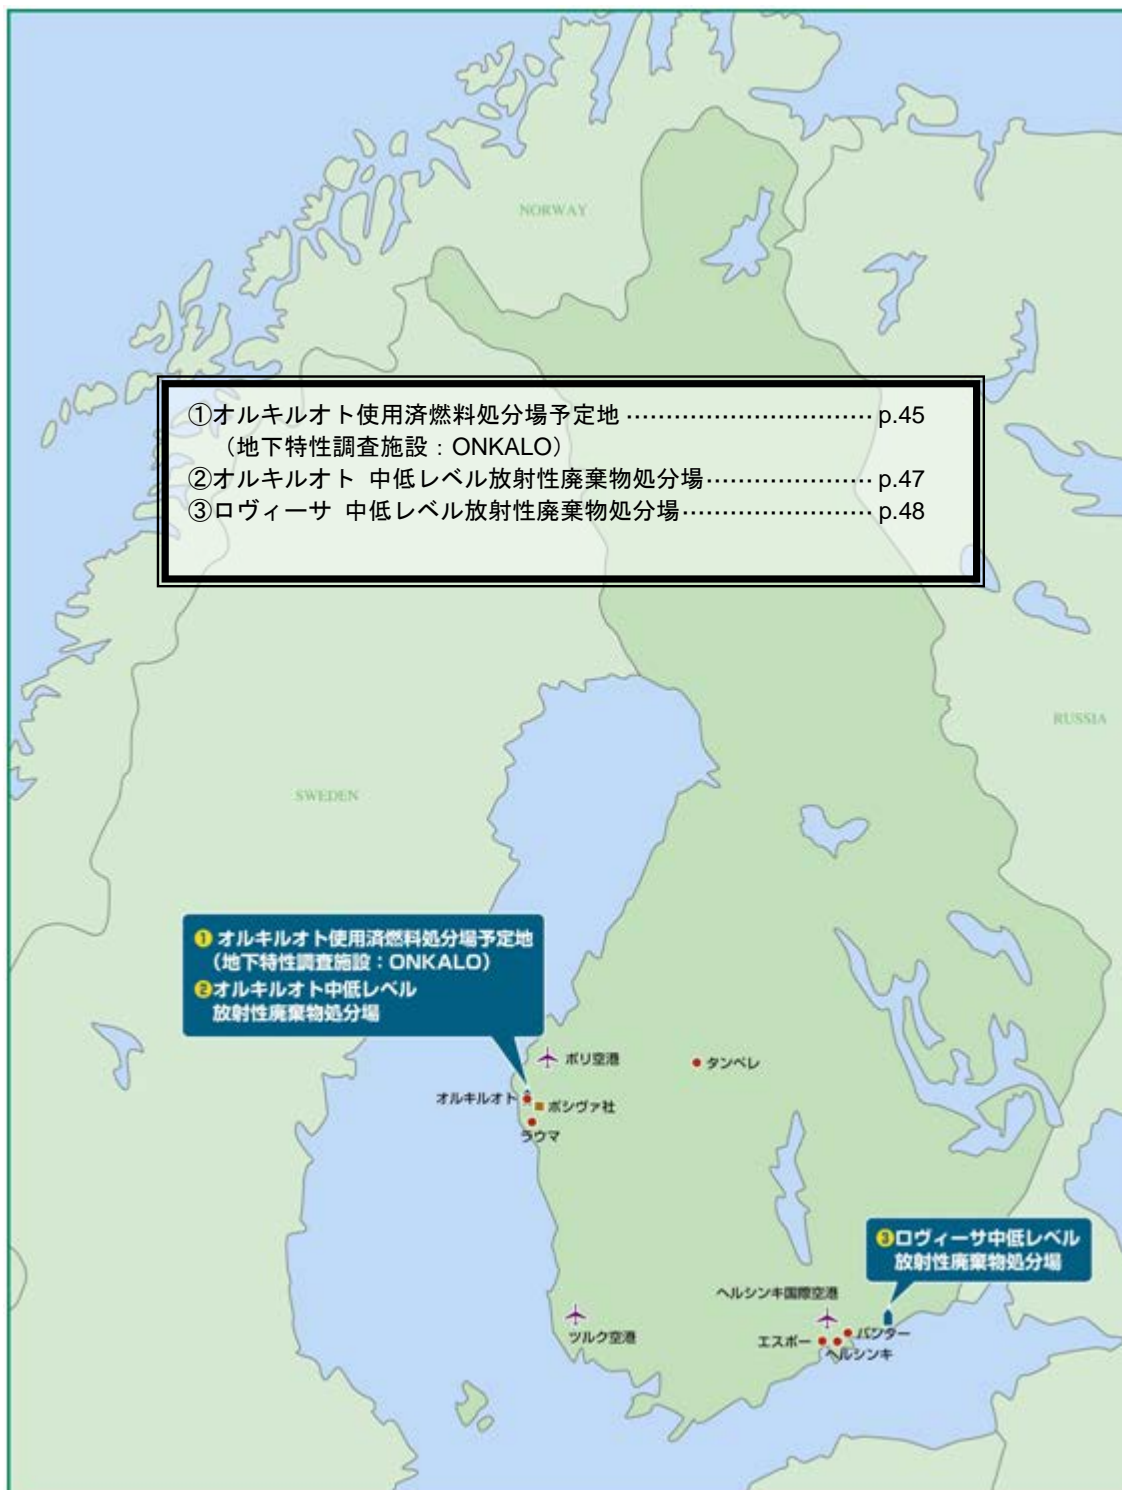 NORWAY
①オルキルオト使用済燃料処分場予定地 ………………………… p.45
（地下特性調査施設：ONKALO）
②オルキルオト 中低レベル放射性廃棄物処分場………………… p.47
③ロヴィーサ 中低レベル放射性廃棄物処分場…………………… p.48
RUSSIA
SWEDEN
❶ オルキルオト使用済燃料処分場予定地
（地下特性調査施設：ONKALO）
❷オルキルオト中低レベル
放射性廃棄物処分場
ポリ空港
タンペレ
オルキルオト
ポシヴァ社
ラウマ
❸ロヴィーサ中低レベル
放射性廃棄物処分場
ヘルシンキ国際空港
ツルク空港
エスポー
バンター
ヘルシンキ